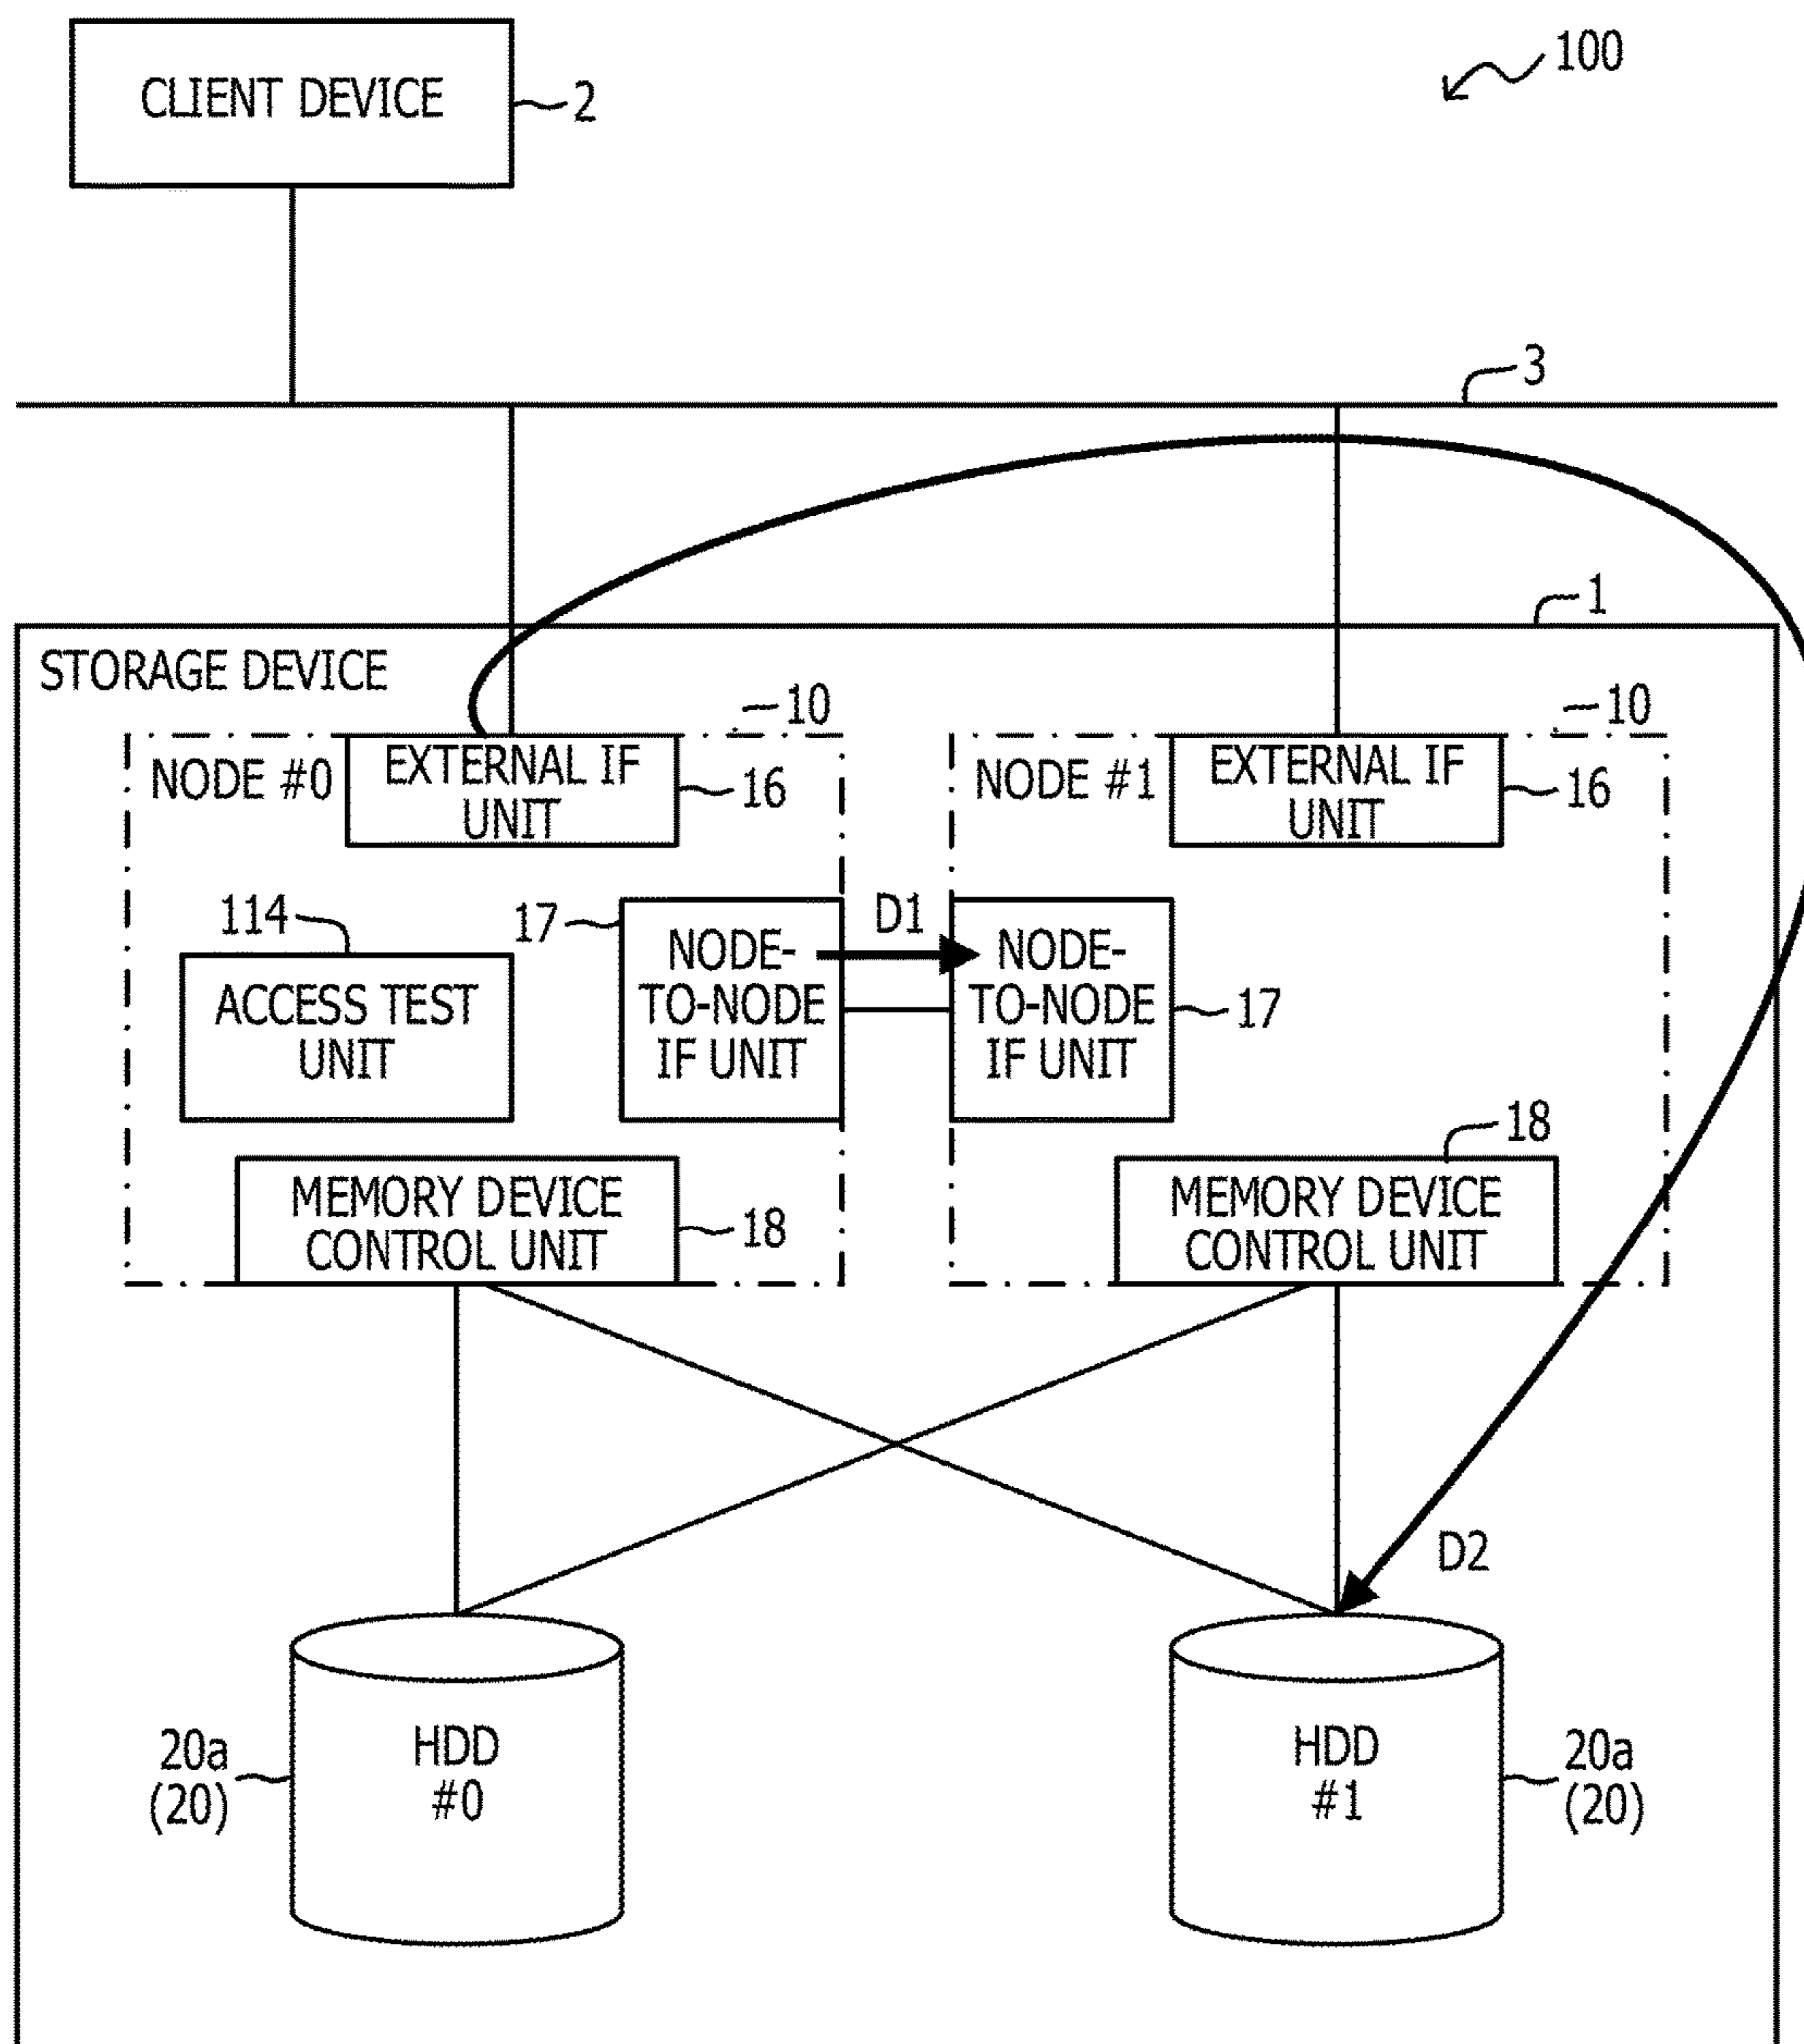 100
CLIENT DEVICE
2
3
1
STORAGE DEVICE
10
10
NODE #0
EXTERNAL IF
UNIT
16
NODE #1
EXTERNAL IF
UNIT
16
114
ACCESS TEST
UNIT
17
NODE-
TO-NODE
IF UNIT
D1
NODE-
TO-NODE
IF UNIT
17
MEMORY DEVICE
CONTROL UNIT
18
MEMORY DEVICE
CONTROL UNIT
18
D2
20a
(20)
HDD
#0
HDD
#1
20a
(20)